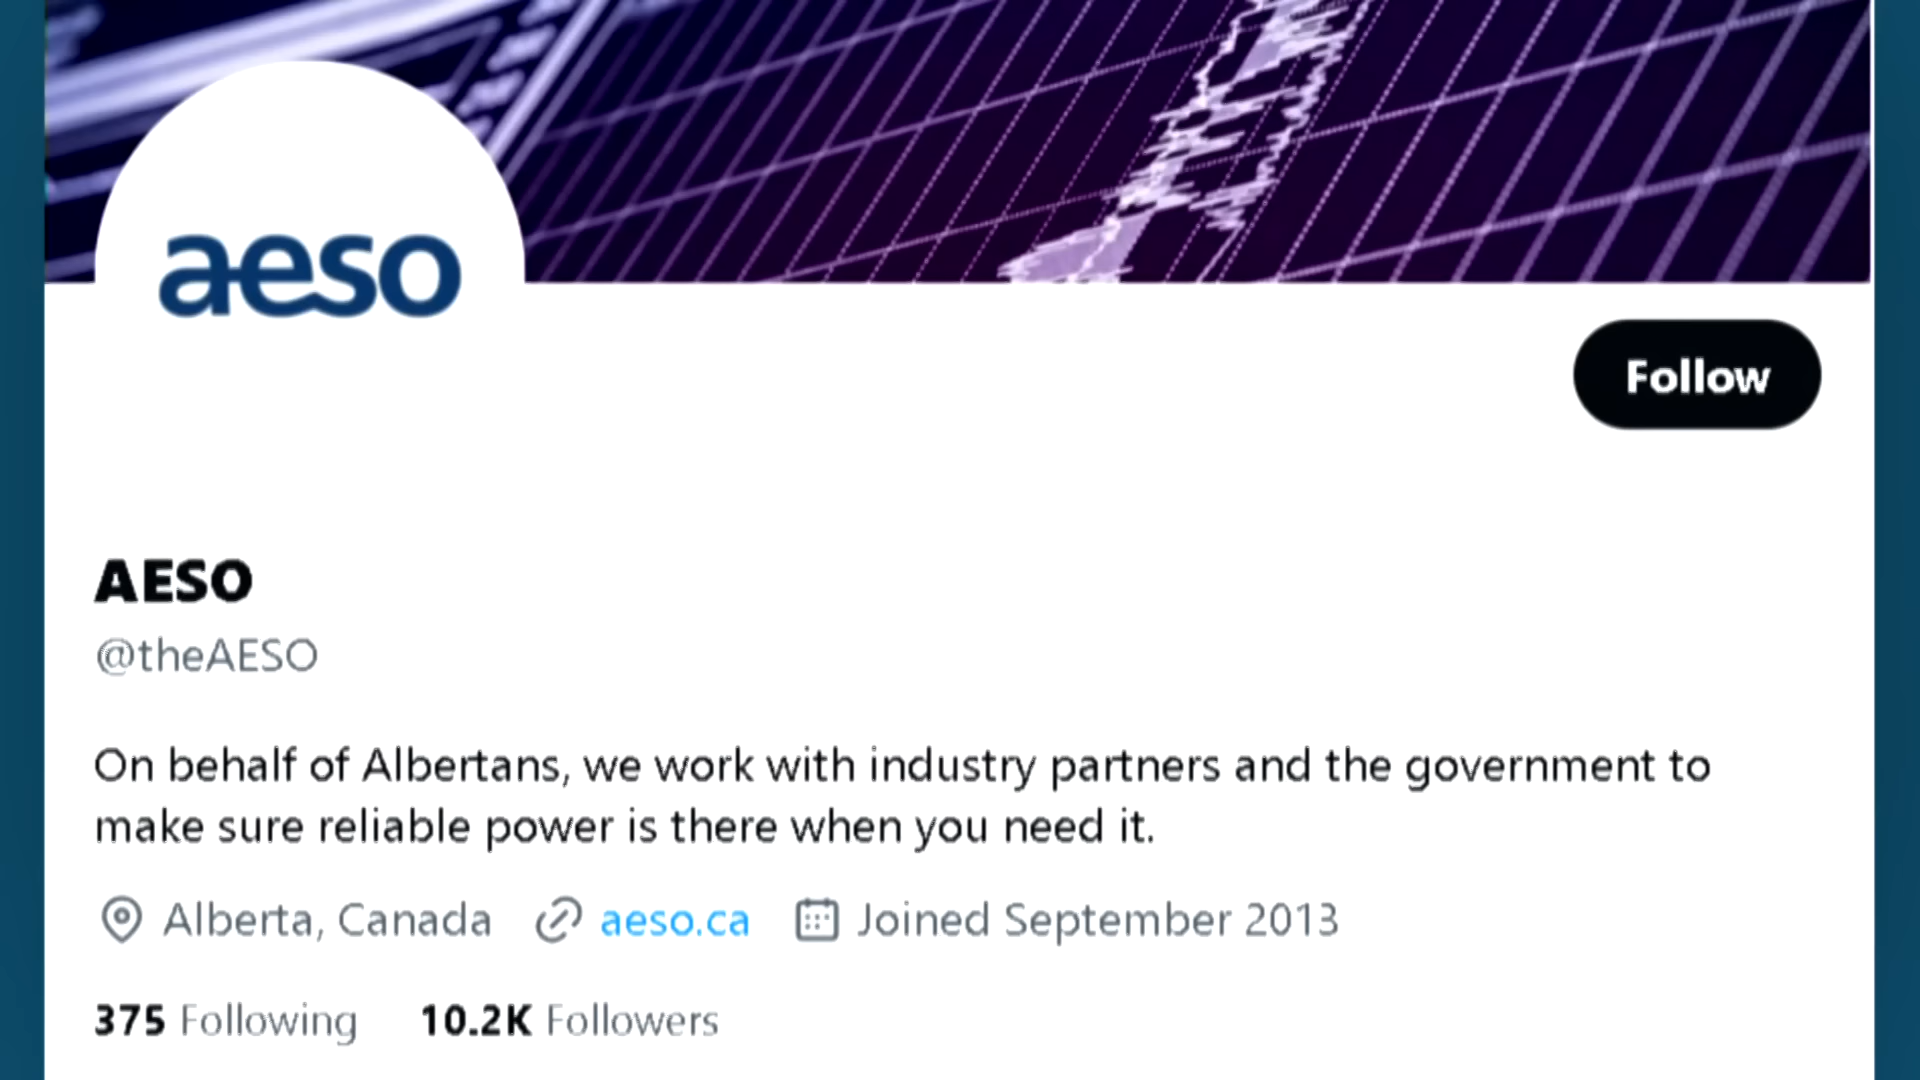 aeso
Follow
AESO
@theAESO
On behalf of Albertans, we work with industry partners and the government to
make sure reliable power is there when you need it.
Alberta, Canada aeso.ca Joined September 2013
375 Following 10.2K Followers